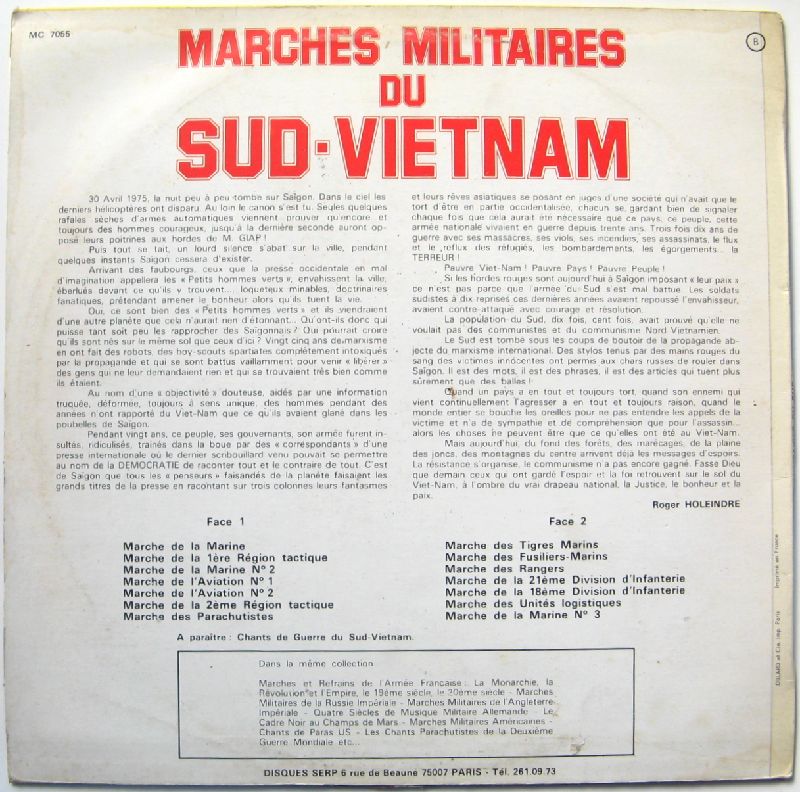 MC 7055
B
MARCHES MILITAIRES
DU
SUD·VIETNAM
30 Avril 1975, la nuit peu à peu tombe sur Saïgon. Dans le ciel les
derniers hélicoptères ont disparu. Au loin le canon s'est tu. Seules quelques
rafales sèches d'armes automatiques viennent prouver qu'encore et
toujours des hommes courageux, jusqu'à la dernière seconde auront op-
posé leurs poitrines aux hordes de M. GIAP !
Puis tout se tait, un lourd silence s'abat sur la ville, pendant
quelques instants Saïgon cessera d'exister.
Arrivant des faubourgs, ceux que la presse occidentale en mal
d'imagination appellera les « Petits hommes verts », envahissent la ville,
éberlués devant ce qu'ils y trouvent..., loqueteux minables, doctrinaires
fanatiques, prétendant amener le bonheur alors qu'ils tuent la vie.
Oui, ce sont bien des « Petits hommes verts » et ils viendraient
d'une autre planète que cela n'aurait rien d'étonnant... Qu'ont-ils donc qui
puisse tant soit peu les rapprocher des Saïgonnais ? Qui pourrait croire
qu'ils sont nés sur le même sol que ceux d'ici ? Vingt cinq ans de marxisme
en ont fait des robots, des boy-scouts spartiates complètement intoxiqués
par la propagande et qui se sont battus vaillamment pour venir « libérer »
des gens qui ne leur demandaient rien et qui se trouvaient très bien comme
ils étaient.
Au nom d'une « objectivité » douteuse, aidés par une information
truquée, déformée, toujours à sens unique, des hommes pendant des
années n'ont rapporté du Viet-Nam que ce qu'ils avaient glané dans les
poubelles de Saïgon.
Pendant vingt ans, ce peuple, ses gouvernants, son armée furent in-
sultés, ridiculisés, trainés dans la boue par des « correspondants » d'une
presse internationale où le dernier scribouillard venu pouvait se permettre
au nom de la DEMOCRATIE de raconter tout et le contraire de tout. C'est
de Saïgon que tous les « penseurs » faisandés de la planète faisaient les
grands titres de la presse en racontant sur trois colonnes leurs fantasmes
et leurs rêves asiatiques se posant en juges d'une société qui n'avait que le
tort d'être en partie occidentalisée, chacun se gardant bien de signaler
chaque fois que cela aurait été nécessaire que ce pays, ce peuple, cette
armée nationale vivaient en guerre depuis trente ans. Trois fois dix ans de
guerre avec ses massacres, ses viols, ses incendies, ses assassinats, le flux
et le reflux des réfugiés, les bombardements, les égorgements... la
TERREUR !
Pauvre Viet-Nam ! Pauvre Pays ! Pauvre Peuple !
Si les hordes rouges sont aujourd'hui à Saïgon imposant « leur paix »
ce n'est pas parce que l'armée du Sud s'est mal battue. Les soldats
sudistes à dix reprises ces dernières années avaient repoussé l'envahisseur,
avaient contre-attaqué avec courage et résolution.
La population du Sud, dix fois, cent fois, avait prouvé qu'elle ne
voulait pas des communistes et du communisme Nord Vietnamien.
Le Sud est tombé sous les coups de boutoir de la propagande ab-
jecte du marxisme international. Des stylos tenus par des mains rouges du
sang des victimes innocentes ont permis aux chars russes de rouler dans
Saïgon. Il est des mots, il est des phrases, il est des articles qui tuent plus
sûrement que des balles !
Quand un pays a en tout et toujours tort, quand son ennemi qui
vient continuellement l'agresser a en tout et toujours raison, quand le
monde entier se bouche les oreilles pour ne pas entendre les appels de la
victime et n'a de sympathie et de compréhension que pour l'assassin...
alors les choses ne peuvent être que ce qu'elles ont été au Viet-Nam.
Mais aujourd'hui, du fond des forêts, des marécages, de la plaine
des joncs, des montagnes du centre arrivent déjà les messages d'espoirs.
La résistance s'organise, le communisme n'a pas encore gagné. Fasse Dieu
que demain ceux qui ont gardé l'espoir et la foi retrouvent sur le sol du
Viet-Nam, à l'ombre du vrai drapeau national, la Justice, le bonheur et la
paix.
Roger HOLEINDRE
Face 1
Marche de la Marine
Marche de la 1ère Région tactique
Marche de la Marine N° 2
Marche de l'Aviation N° 1
Marche de l'Aviation N° 2
Marche de la 2ème Région tactique
Marche des Parachutistes
Face 2
Marche des Tigres Marins
Marche des Fusiliers-Marins
Marche des Rangers
Marche de la 21ème Division d'Infanterie
Marche de la 18ème Division d'Infanterie
Marche des Unités logistiques
Marche de la Marine N° 3
A paraître : Chants de Guerre du Sud-Vietnam.
Dans la même collection
Marches et Refrains de l'Armée Française : La Monarchie, la
Révolution et l'Empire, le 19ème siècle, le 20ème siècle - Marches
Militaires de la Russie Impériale - Marches Militaires de l'Angleterre
Impériale - Quatre Siècles de Musique Militaire Allemande - Le
Cadre Noir au Champs de Mars - Marches Militaires Américaines -
Chants de Paras US - Les Chants Parachutistes de la Deuxième
Guerre Mondiale etc...
DISQUES SERP 6 rue de Beaune 75007 PARIS - Tél. 261.09.73
et Cie, Imp. Paris Imprimé en France